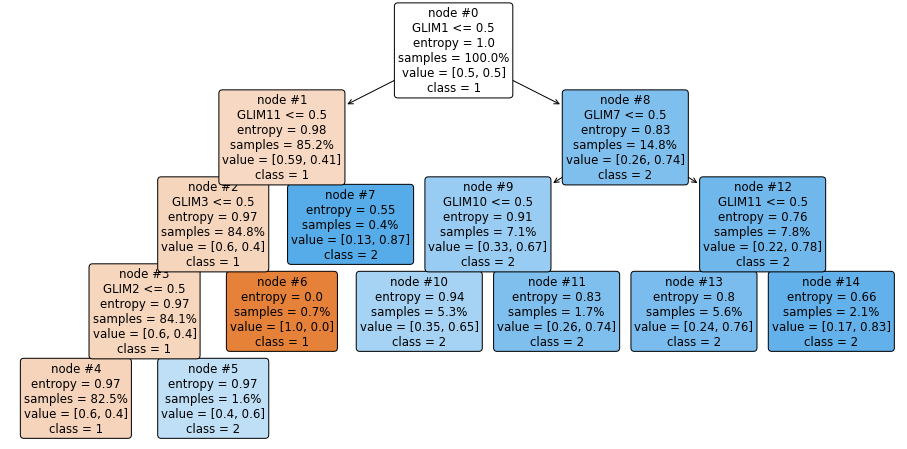 node #0
GLIM1 <= 0.5
entropy = 1.0
samples = 100.0%
value = [0.5, 0.5]
class = 1
node #1
GLIM11 <= 0.5
entropy = 0.98
samples = 85.2%
value = [0.59, 0.41]
class = 1
node #8
GLIM7 <= 0.5
entropy = 0.83
samples = 14.8%
value = [0.26, 0.74]
class = 2
node #2
GLIM3 <= 0.5
entropy = 0.97
samples = 84.8%
value = [0.6, 0.4]
class = 1
node #7
entropy = 0.55
samples = 0.4%
value = [0.13, 0.87]
class = 2
node #9
GLIM10 <= 0.5
entropy = 0.91
samples = 7.1%
value = [0.33, 0.67]
class = 2
node #12
GLIM11 <= 0.5
entropy = 0.76
samples = 7.8%
value = [0.22, 0.78]
class = 2
node #3
GLIM2 <= 0.5
entropy = 0.97
samples = 84.1%
value = [0.6, 0.4]
class = 1
node #6
entropy = 0.0
samples = 0.7%
value = [1.0, 0.0]
class = 1
node #10
entropy = 0.94
samples = 5.3%
value = [0.35, 0.65]
class = 2
node #11
entropy = 0.83
samples = 1.7%
value = [0.26, 0.74]
class = 2
node #13
entropy = 0.8
samples = 5.6%
value = [0.24, 0.76]
class = 2
node #14
entropy = 0.66
samples = 2.1%
value = [0.17, 0.83]
class = 2
node #4
entropy = 0.97
samples = 82.5%
value = [0.6, 0.4]
class = 1
node #5
entropy = 0.97
samples = 1.6%
value = [0.4, 0.6]
class = 2